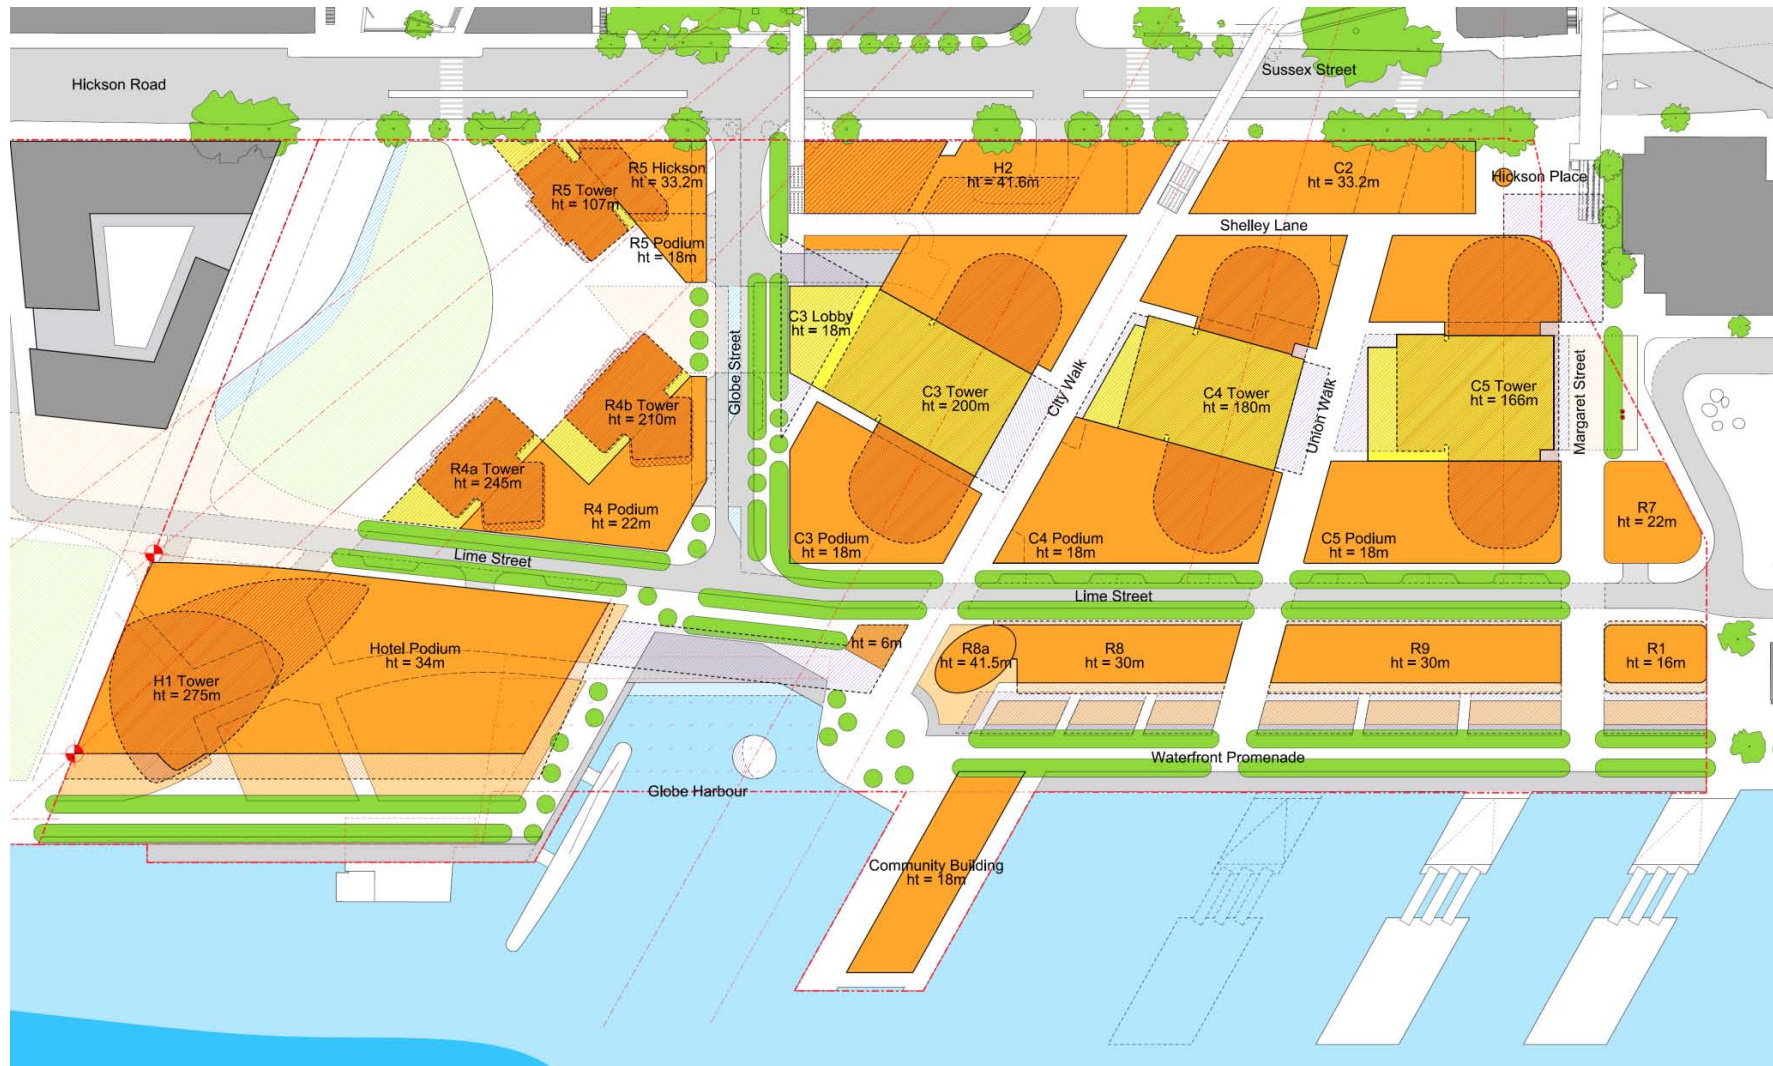 Hickson Road
Sussex Street
R5 Hickson
ht = 33.2m
R5 Tower
ht = 107m
R5 Podium
ht = 18m
H2
ht = 41.6m
C2
ht = 33.2m
Hickson Place
Shelley Lane
C3 Lobby
ht = 18m
Globe Street
C3 Tower
ht = 200m
City Walk
C4 Tower
ht = 180m
Union Walk
C5 Tower
ht = 166m
Margaret Street
R4b Tower
ht = 210m
R4a Tower
ht = 245m
R4 Podium
ht = 22m
C3 Podium
ht = 18m
C4 Podium
ht = 18m
C5 Podium
ht = 18m
R7
ht = 22m
Lime Street
Lime Street
Hotel Podium
ht = 34m
H1 Tower
ht = 275m
ht = 6m
R8a
ht = 41.5m
R8
ht = 30m
R9
ht = 30m
R1
ht = 16m
Waterfront Promenade
Globe Harbour
Community Building
ht = 18m